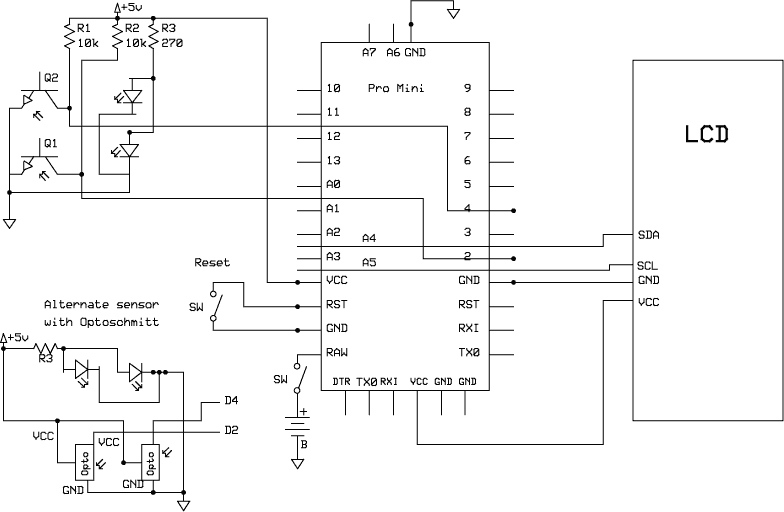 +5v
R1 R2 R3
10k 10k 270
A7 A6 GND
Q2
10 Pro Mini 9
11 8
LCD
12 7
Q1
13 6
A0 5
A1 4
A2 3
A4
SDA
A3 2
A5
SCL
Reset
VCC GND
GND
VCC
SW
RST RST
Alternate sensor
with Optoschmitt
GND RXI
+5v
R3
RAW TX0
SW
DTR TX0 RXI VCC GND GND
D4
+
D2
VCC VCC
B
Opto Opto
GND GND